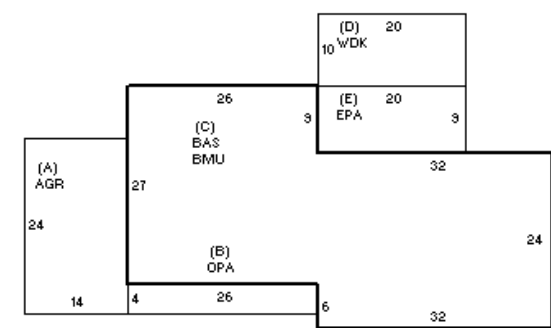 (D) 20
10 WDK
26
(E) 20
9
EPA
9
(C)
BAS
BMU
32
(A)
AGR
27
24
24
(B)
OPA
14
4
26
6
32